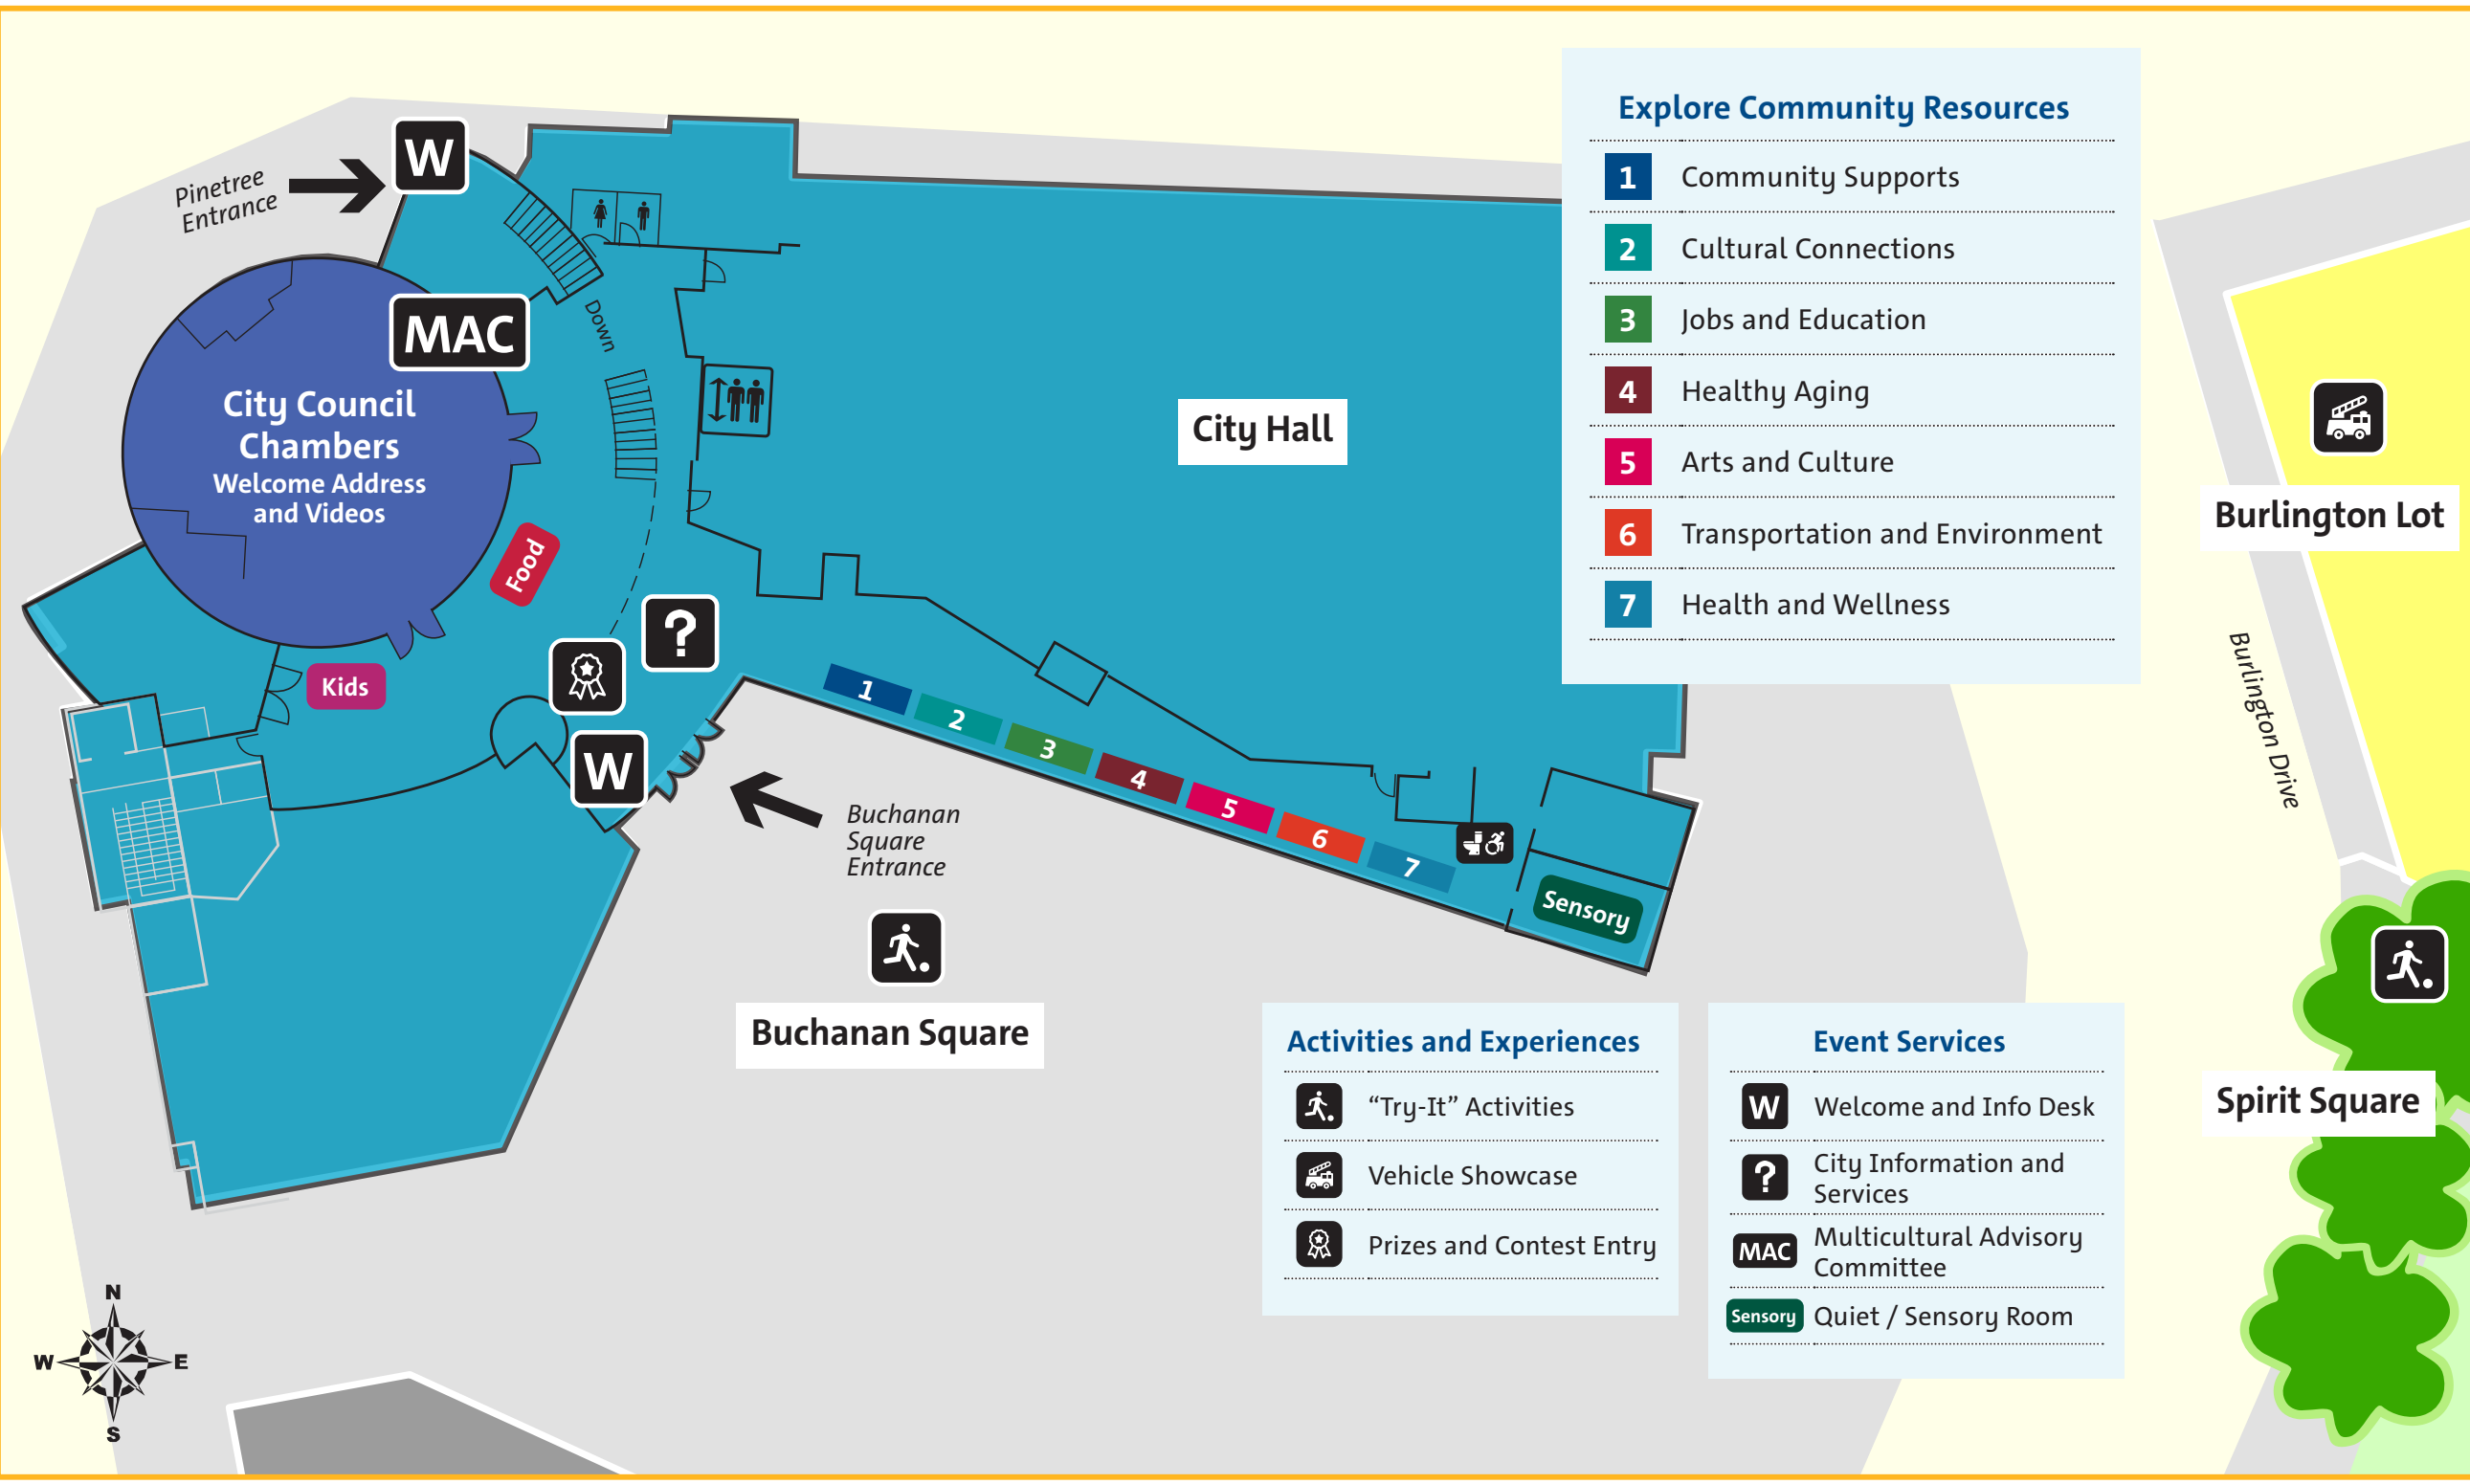 Pinetree
Entrance
W
MAC
City Council
Chambers
Welcome Address
and Videos
Down
Food
Kids
?
W
Buchanan
Square
Entrance
Buchanan Square
City Hall
1
2
3
4
5
6
7
Sensory
Explore Community Resources
1 Community Supports
2 Cultural Connections
3 Jobs and Education
4 Healthy Aging
5 Arts and Culture
6 Transportation and Environment
7 Health and Wellness
Burlington Lot
Burlington Drive
Spirit Square
Activities and Experiences
“Try-It” Activities
Vehicle Showcase
Prizes and Contest Entry
Event Services
W Welcome and Info Desk
? City Information and
Services
MAC Multicultural Advisory
Committee
Sensory Quiet / Sensory Room
N
W E
S